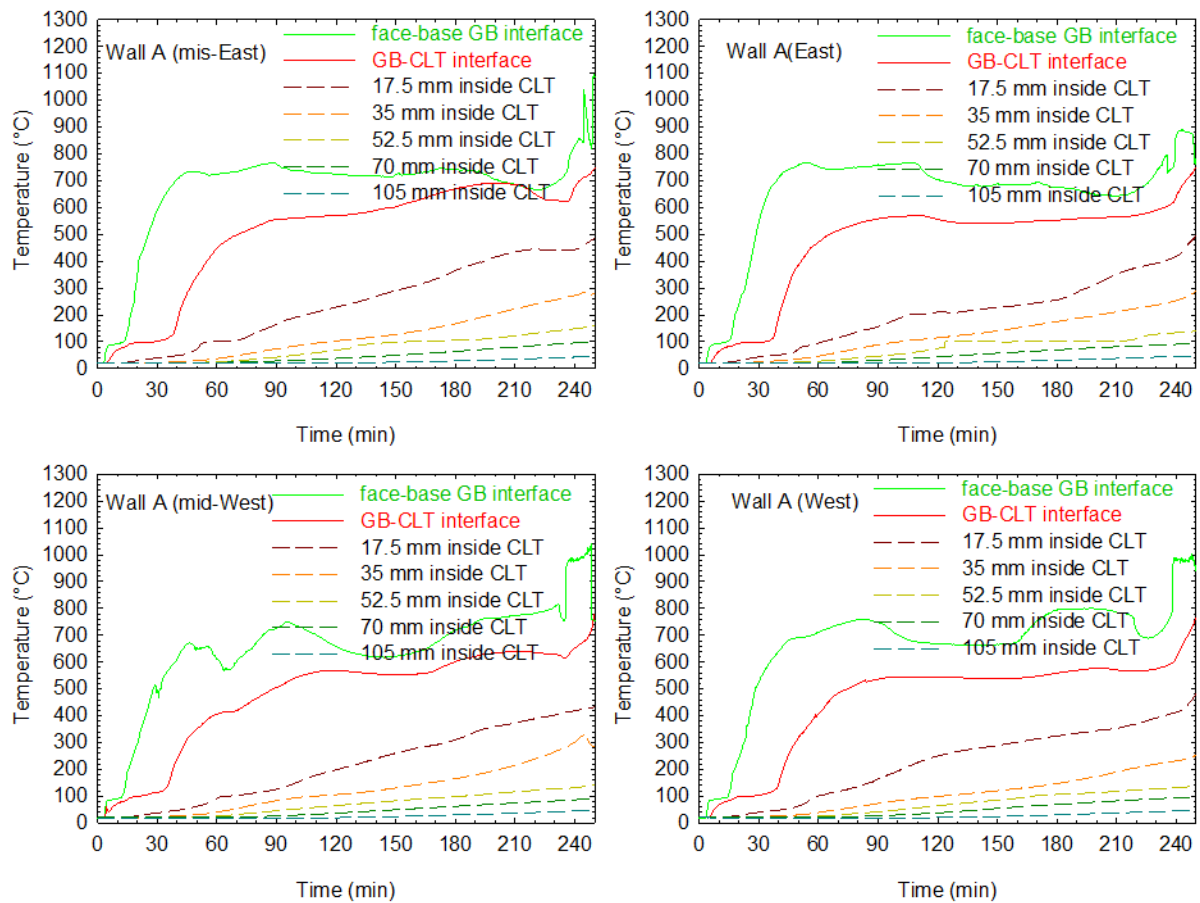 1300
1200
1100
1000
900
800
700
600
500
400
300
200
100
0
Temperature (°C)
Wall A (mis-East)
face-base GB interface
GB-CLT interface
17.5 mm inside CLT
35 mm inside CLT
52.5 mm inside CLT
70 mm inside CLT
105 mm inside CLT
0 30 60 90 120 150 180 210 240
Time (min)
1300
1200
1100
1000
900
800
700
600
500
400
300
200
100
0
Temperature (°C)
Wall A(East)
face-base GB interface
GB-CLT interface
17.5 mm inside CLT
35 mm inside CLT
52.5 mm inside CLT
70 mm inside CLT
105 mm inside CLT
0 30 60 90 120 150 180 210 240
Time (min)
1300
1200
1100
1000
900
800
700
600
500
400
300
200
100
0
Temperature (°C)
Wall A (mid-West)
face-base GB interface
GB-CLT interface
17.5 mm inside CLT
35 mm inside CLT
52.5 mm inside CLT
70 mm inside CLT
105 mm inside CLT
0 30 60 90 120 150 180 210 240
Time (min)
1300
1200
1100
1000
900
800
700
600
500
400
300
200
100
0
Temperature (°C)
Wall A (West)
face-base GB interface
GB-CLT interface
17.5 mm inside CLT
35 mm inside CLT
52.5 mm inside CLT
70 mm inside CLT
105 mm inside CLT
0 30 60 90 120 150 180 210 240
Time (min)